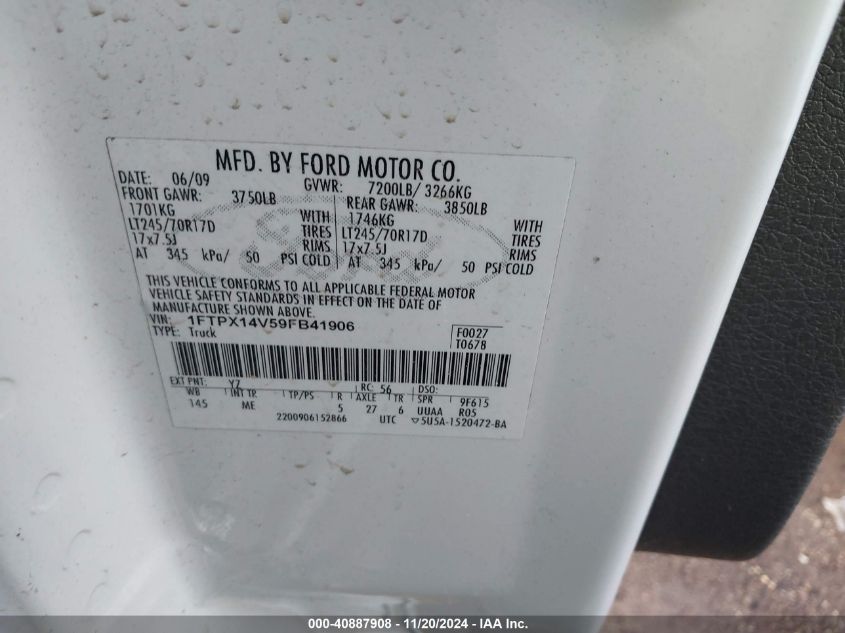 MFD. BY FORD MOTOR CO.
DATE: 06/09 GVWR: 7200LB/ 3266KG
FRONT GAWR: 3750LB REAR GAWR: 3850LB
1701KG WITH 1746KG WITH
LT245/70R17D TIRES LT245/70R17D TIRES
17x7.5J RIMS 17x7.5J RIMS
AT 345 kPa/ 50 PSI COLD AT 345 kPa/ 50 PSI COLD
THIS VEHICLE CONFORMS TO ALL APPLICABLE FEDERAL MOTOR
VEHICLE SAFETY STANDARDS IN EFFECT ON THE DATE OF
MANUFACTURE SHOWN ABOVE.
VIN: 1FTPX14V59FB41906 F0027
TYPE: Truck T0678
EXT PNT: YZ RC: 56 DSO:
WB INT TR TP/PS R AXLE TR SPR 9F615
145 ME 5 27 6 UUAA R05
2200906152866 UTC ▽5U5A-1520472-BA
000-40887908 - 11/20/2024 - IAA Inc.